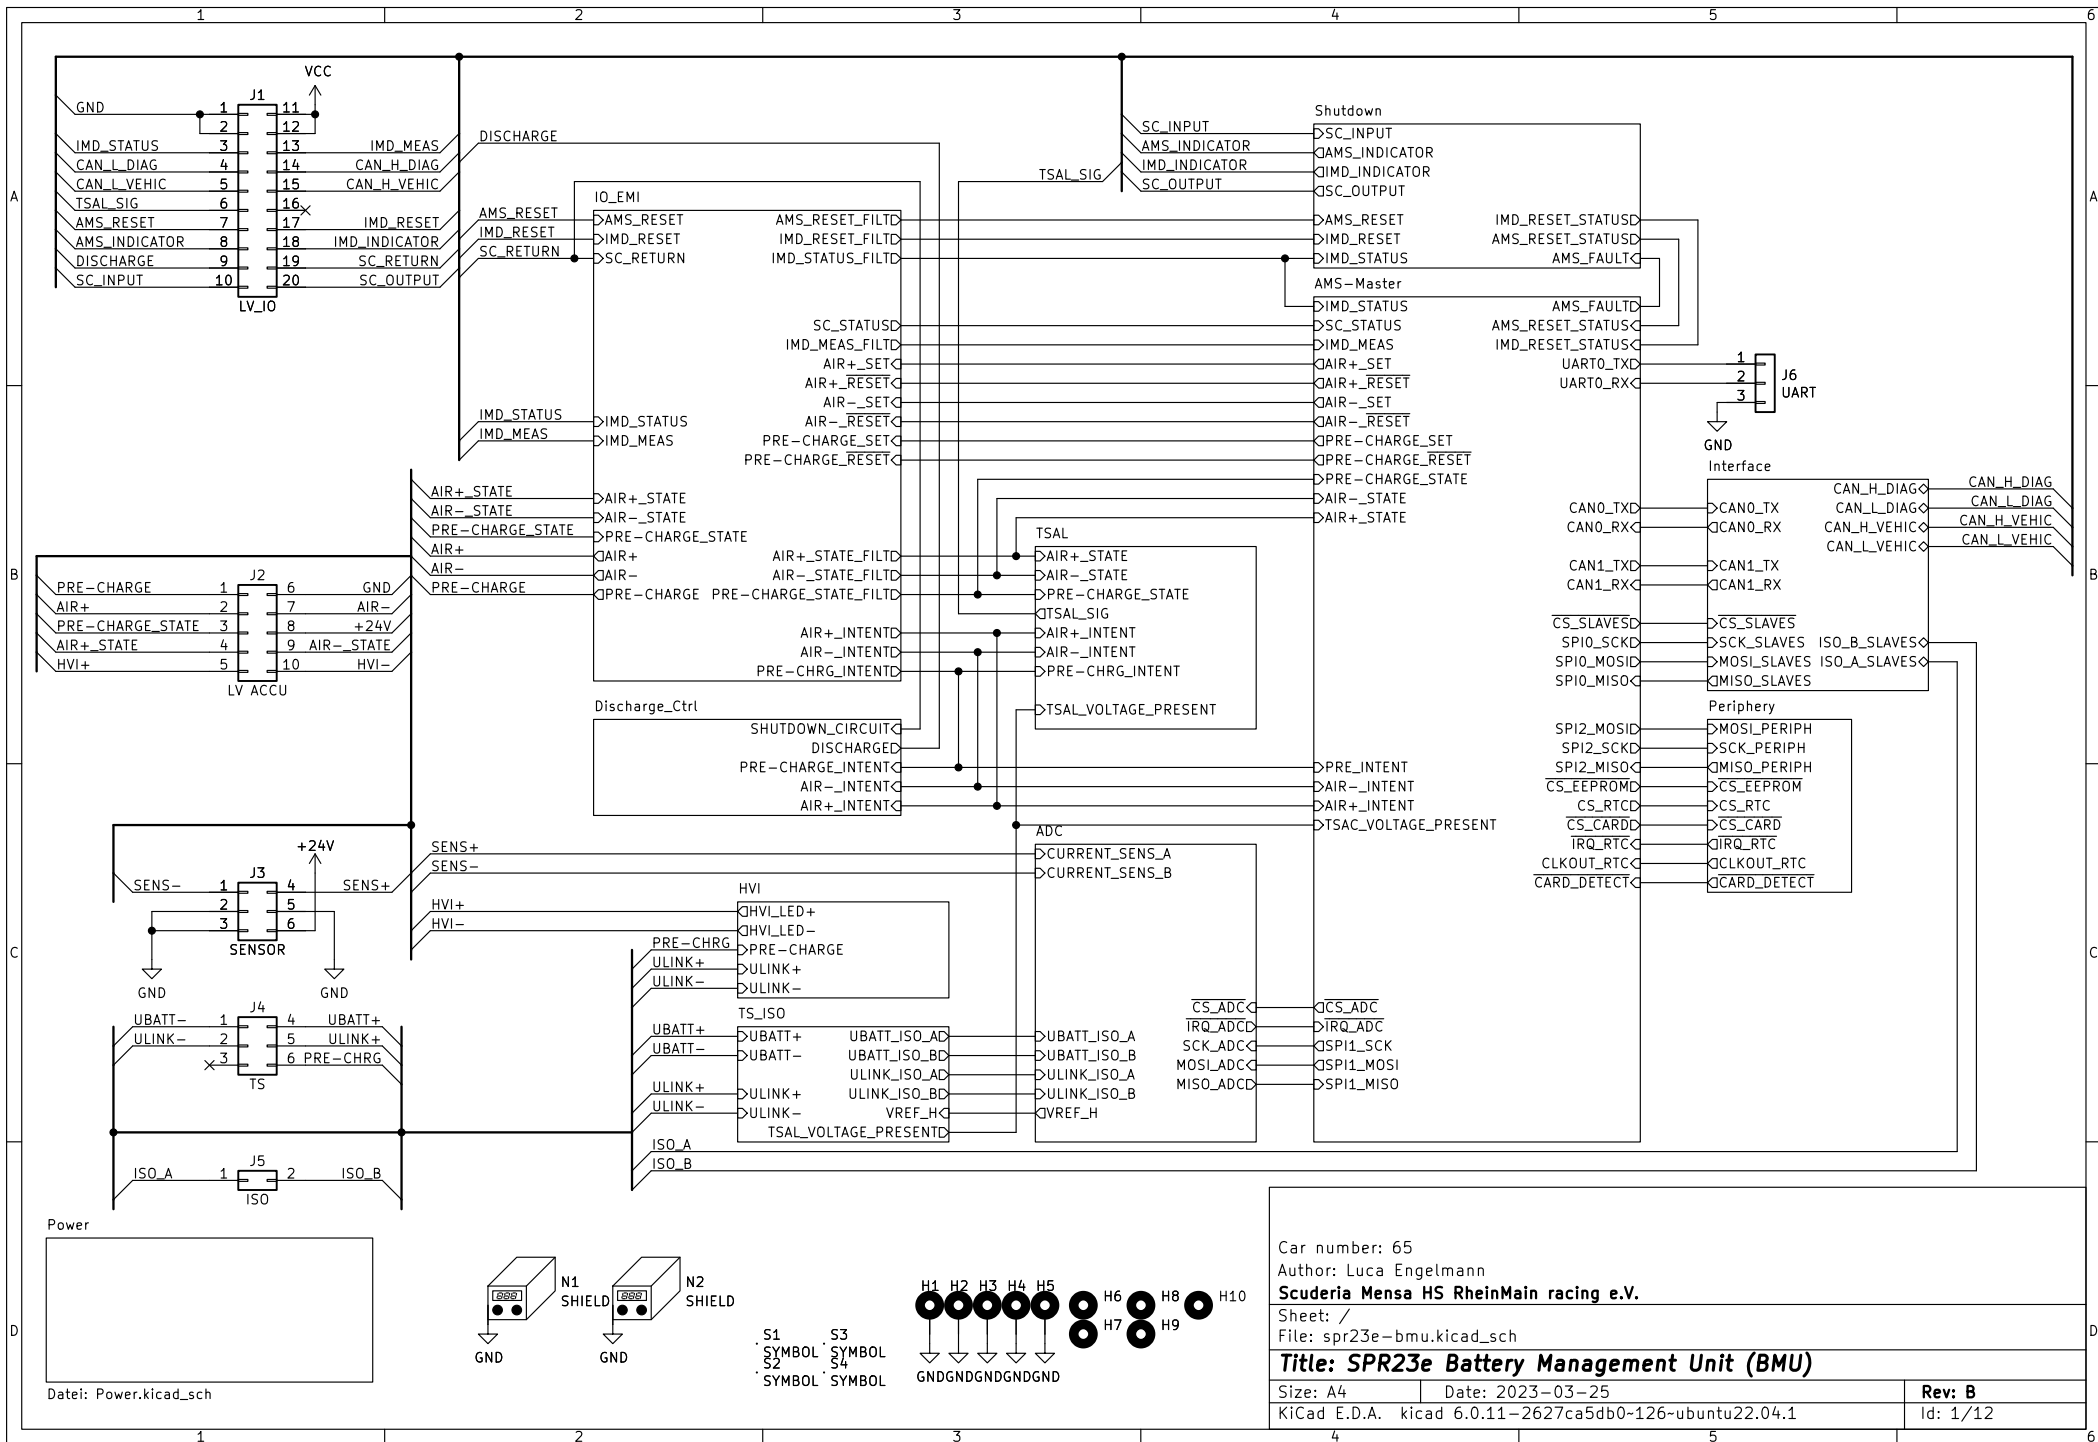 1 2 3 4 5 6
A
B
C
D
VCC
J1
GND 1 11
2 12
IMD_STATUS 3 13 IMD_MEAS
CAN_L_DIAG 4 14 CAN_H_DIAG
CAN_L_VEHIC 5 15 CAN_H_VEHIC
TSAL_SIG 6 16
AMS_RESET 7 17 IMD_RESET
AMS_INDICATOR 8 18 IMD_INDICATOR
DISCHARGE 9 19 SC_RETURN
SC_INPUT 10 20 SC_OUTPUT
LV_IO
DISCHARGE
AMS_RESET
IMD_RESET
SC_RETURN
IMD_STATUS
IMD_MEAS
AIR+_STATE
AIR-_STATE
PRE-CHARGE_STATE
AIR+
AIR-
PRE-CHARGE
J2
PRE-CHARGE 1 6 GND
AIR+ 2 7 AIR-
PRE-CHARGE_STATE 3 8 +24V
AIR+_STATE 4 9 AIR-_STATE
HVI+ 5 10 HVI-
LV ACCU
IO_EMI
AMS_RESET AMS_RESET_FILT
IMD_RESET IMD_RESET_FILT
SC_RETURN IMD_STATUS_FILT
SC_STATUS
IMD_MEAS_FILT
AIR+_SET
AIR+_RESET
AIR-_SET
IMD_STATUS AIR-_RESET
IMD_MEAS PRE-CHARGE_SET
PRE-CHARGE_RESET
AIR+_STATE
AIR-_STATE
PRE-CHARGE_STATE
AIR+ AIR+_STATE_FILT
AIR- AIR-_STATE_FILT
PRE-CHARGE PRE-CHARGE_STATE_FILT
AIR+_INTENT
AIR-_INTENT
PRE-CHRG_INTENT
Discharge_Ctrl
SHUTDOWN_CIRCUIT
DISCHARGE
PRE-CHARGE_INTENT
AIR-_INTENT
AIR+_INTENT
TSAL_SIG
SC_INPUT
AMS_INDICATOR
IMD_INDICATOR
SC_OUTPUT
Shutdown
SC_INPUT
AMS_INDICATOR
IMD_INDICATOR
SC_OUTPUT
AMS_RESET IMD_RESET_STATUS
IMD_RESET AMS_RESET_STATUS
IMD_STATUS AMS_FAULT
AMS-Master
IMD_STATUS AMS_FAULT
SC_STATUS AMS_RESET_STATUS
IMD_MEAS IMD_RESET_STATUS
AIR+_SET UART0_TX
AIR+_RESET UART0_RX
AIR-_SET
AIR-_RESET
PRE-CHARGE_SET
PRE-CHARGE_RESET
PRE-CHARGE_STATE
AIR-_STATE CAN0_TX
AIR+_STATE CAN0_RX
CAN1_TX
CAN1_RX
CS_SLAVES
SPI0_SCK
SPI0_MOSI
SPI0_MISO
SPI2_MOSI
SPI2_SCK
PRE_INTENT SPI2_MISO
AIR-_INTENT CS_EEPROM
AIR+_INTENT CS_RTC
TSAC_VOLTAGE_PRESENT CS_CARD
IRQ_RTC
CLKOUT_RTC
CARD_DETECT
CS_ADC
IRQ_ADC
SPI1_SCK
SPI1_MOSI
SPI1_MISO
1
2
3
J6
UART
GND
Interface
CAN_H_DIAG CAN_H_DIAG
CAN0_TX CAN_L_DIAG CAN_L_DIAG
CAN0_RX CAN_H_VEHIC CAN_H_VEHIC
CAN_L_VEHIC CAN_L_VEHIC
CAN1_TX
CAN1_RX
CS_SLAVES
SCK_SLAVES ISO_B_SLAVES
MOSI_SLAVES ISO_A_SLAVES
MISO_SLAVES
Periphery
MOSI_PERIPH
SCK_PERIPH
MISO_PERIPH
CS_EEPROM
CS_RTC
CS_CARD
IRQ_RTC
CLKOUT_RTC
CARD_DETECT
TSAL
AIR+_STATE
AIR-_STATE
PRE-CHARGE_STATE
TSAL_SIG
AIR+_INTENT
AIR-_INTENT
PRE-CHRG_INTENT
TSAL_VOLTAGE_PRESENT
ADC
CURRENT_SENS_A
CURRENT_SENS_B
CS_ADC
IRQ_ADC
UBATT_ISO_A SCK_ADC
UBATT_ISO_B MOSI_ADC
ULINK_ISO_A MISO_ADC
ULINK_ISO_B
VREF_H
+24V
J3
SENS- 1 4 SENS+
2 5
3 6
SENSOR
GND GND
SENS+
SENS-
HVI+
HVI-
HVI
HVI_LED+
HVI_LED-
PRE-CHRG PRE-CHARGE
ULINK+ ULINK+
ULINK- ULINK-
TS_ISO
UBATT+ UBATT+ UBATT_ISO_A
UBATT- UBATT- UBATT_ISO_B
ULINK_ISO_A
ULINK+ ULINK+ ULINK_ISO_B
ULINK- ULINK- VREF_H
TSAL_VOLTAGE_PRESENT
ISO_A
ISO_B
J4
UBATT- 1 4 UBATT+
ULINK- 2 5 ULINK+
3 6 PRE-CHRG
TS
J5
ISO_A 1 2 ISO_B
ISO
Power
Datei: Power.kicad_sch
N1
SHIELD
GND
N2
SHIELD
GND
S1 S3
SYMBOL SYMBOL
S2 S4
SYMBOL SYMBOL
H1 H2 H3 H4 H5
GND GND GND GND GND
H6 H8 H10
H7 H9
Car number: 65
Author: Luca Engelmann
Scuderia Mensa HS RheinMain racing e.V.
Sheet: /
File: spr23e-bmu.kicad_sch
Title: SPR23e Battery Management Unit (BMU)
Size: A4 Date: 2023-03-25 Rev: B
KiCad E.D.A. kicad 6.0.11-2627ca5db0~126~ubuntu22.04.1 Id: 1/12
A
B
C
D
1 2 3 4 5 6